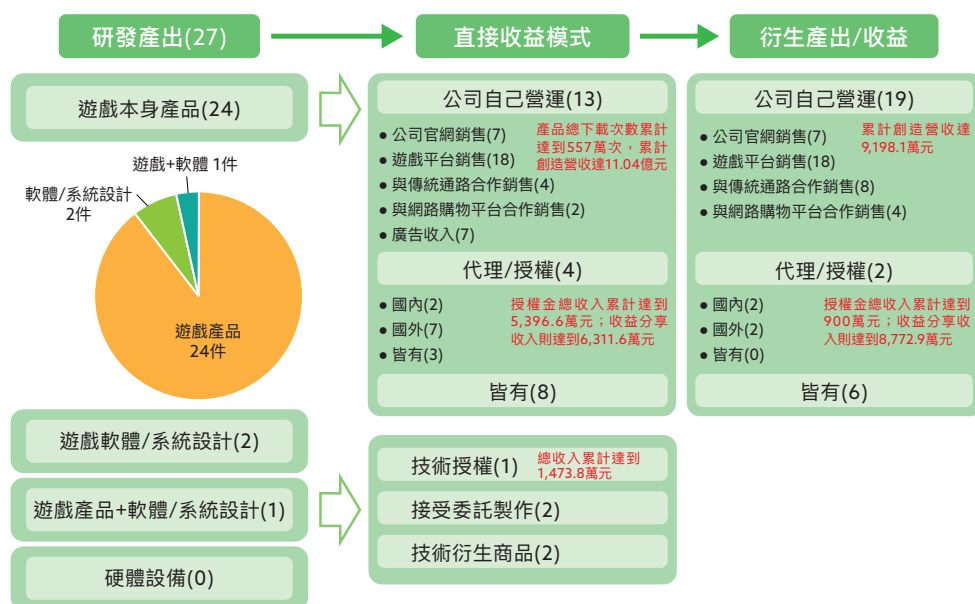 研發產出(27)
直接收益模式
衍生產出/收益
遊戲本身產品(24)
遊戲+軟體 1件
軟體/系統設計
2件
遊戲產品
24件
遊戲軟體/系統設計(2)
遊戲產品+軟體/系統設計(1)
硬體設備(0)
公司自己營運(13)
● 公司官網銷售(7)
● 遊戲平台銷售(18)
● 與傳統通路合作銷售(4)
● 與網路購物平台合作銷售(2)
● 廣告收入(7)
產品總下載次數累計
達到557萬次，累計
創造營收達11.04億元
代理/授權(4)
● 國內(2)
● 國外(7)
● 皆有(3)
授權金總收入累計達到
5,396.6萬元；收益分享
收入則達到6,311.6萬元
皆有(8)
技術授權(1)
總收入累計達到
1,473.8萬元
接受委託製作(2)
技術衍生商品(2)
公司自己營運(19)
● 公司官網銷售(7)
● 遊戲平台銷售(18)
● 與傳統通路合作銷售(8)
● 與網路購物平台合作銷售(4)
累計創造營收達
9,198.1萬元
代理/授權(2)
● 國內(2)
● 國外(2)
● 皆有(0)
授權金總收入累計達到
900萬元；收益分享收
入則達到8,772.9萬元
皆有(6)